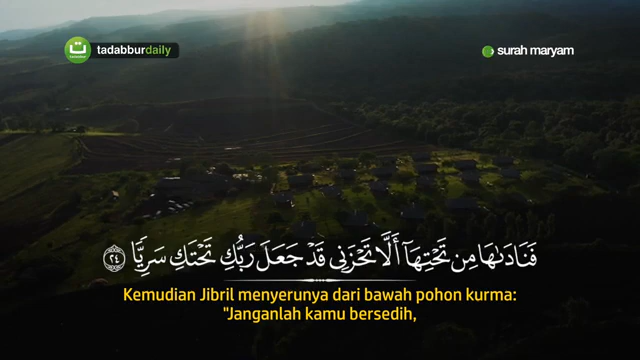 ت
tadabburdaily
surah maryam
فَنَادَىٰهَا مِن تَحْتِهَآ أَلَّا تَحْزَنِى قَدْ جَعَلَ رَبُّكِ تَحْتَكِ سَرِيًّا ٢٤
Kemudian Jibril menyerunya dari bawah pohon kurma:
"Janganlah kamu bersedih,